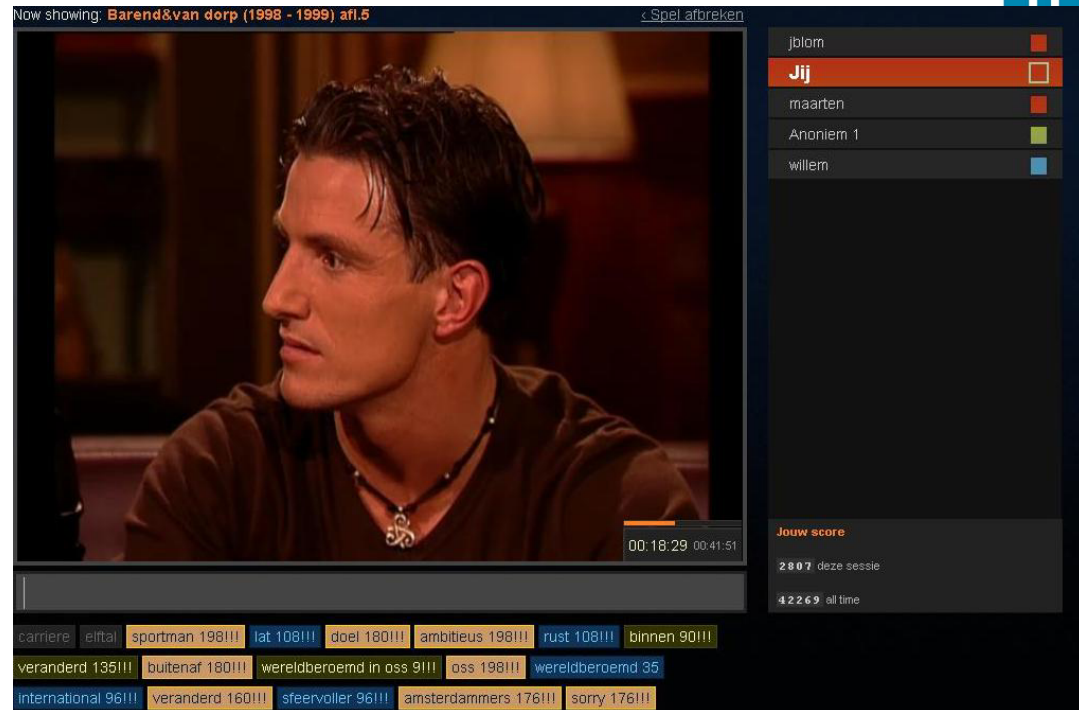 Now showing: Barend&van dorp (1998 - 1999) afl.5
‹ Spel afbreken
jblom
Jij
maarten
Anoniem 1
willem
00:18:29 00:41:51
Jouw score
2807 deze sessie
42269 all time
carriere elftal sportman 198!!! lat 108!!! doel 180!!! ambitieus 198!!! rust 108!!! binnen 90!!!
veranderd 135!!! buitenaf 180!!! wereldberoemd in oss 9!!! oss 198!!! wereldberoemd 35
international 96!!! veranderd 160!!! sfeervoller 96!!! amsterdammers 176!!! sorry 176!!!